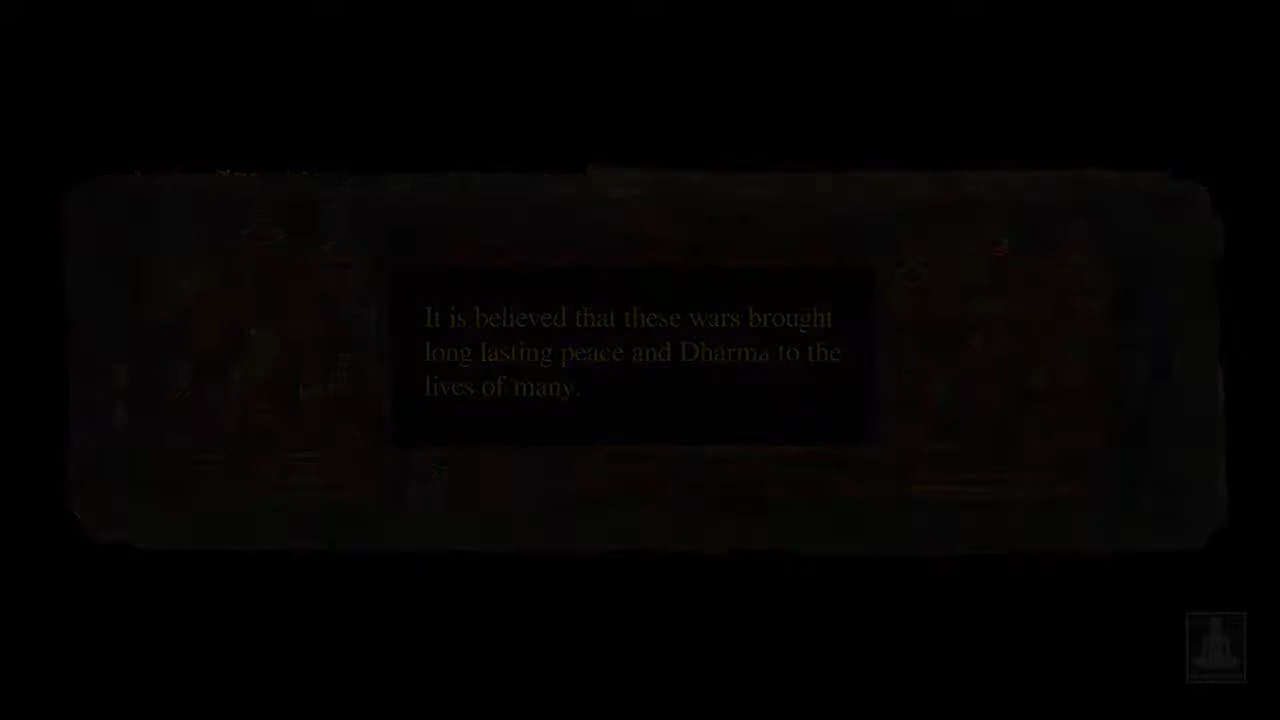 It is believed that these wars brought
long lasting peace and Dharma to the
lives of many.